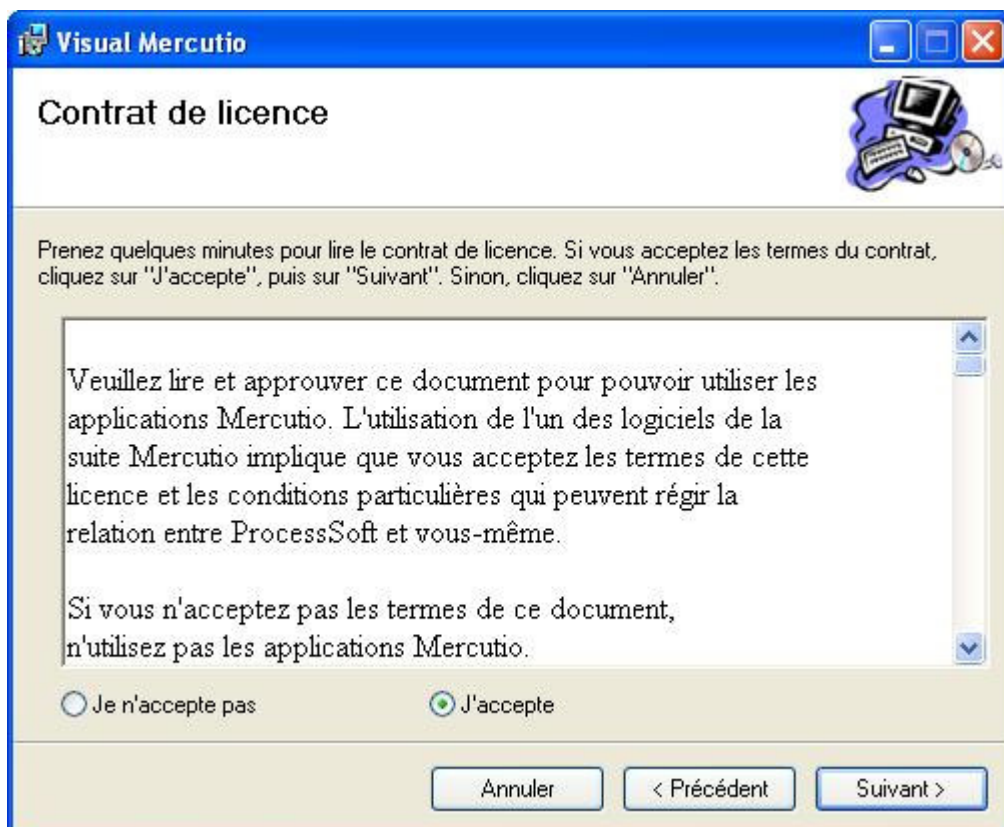 Visual Mercutio
Contrat de licence
Prenez quelques minutes pour lire le contrat de licence. Si vous acceptez les termes du contrat,
cliquez sur "J'accepte", puis sur "Suivant". Sinon, cliquez sur "Annuler".
Veuillez lire et approuver ce document pour pouvoir utiliser les
applications Mercutio. L'utilisation de l'un des logiciels de la
suite Mercutio implique que vous acceptez les termes de cette
licence et les conditions particulières qui peuvent régir la
relation entre ProcessSoft et vous-même.
Si vous n'acceptez pas les termes de ce document,
n'utilisez pas les applications Mercutio.
Je n'accepte pas J'accepte
Annuler < Précédent Suivant >